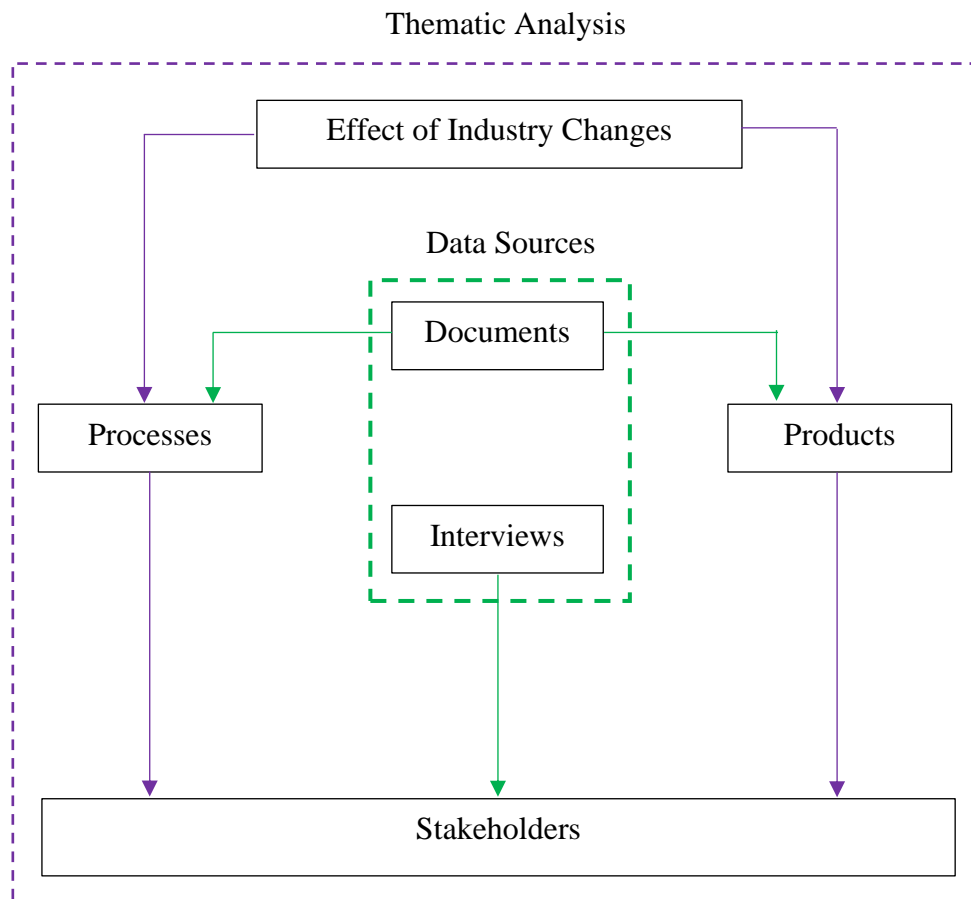 Thematic Analysis
Effect of Industry Changes
Data Sources
Documents
Processes
Products
Interviews
Stakeholders